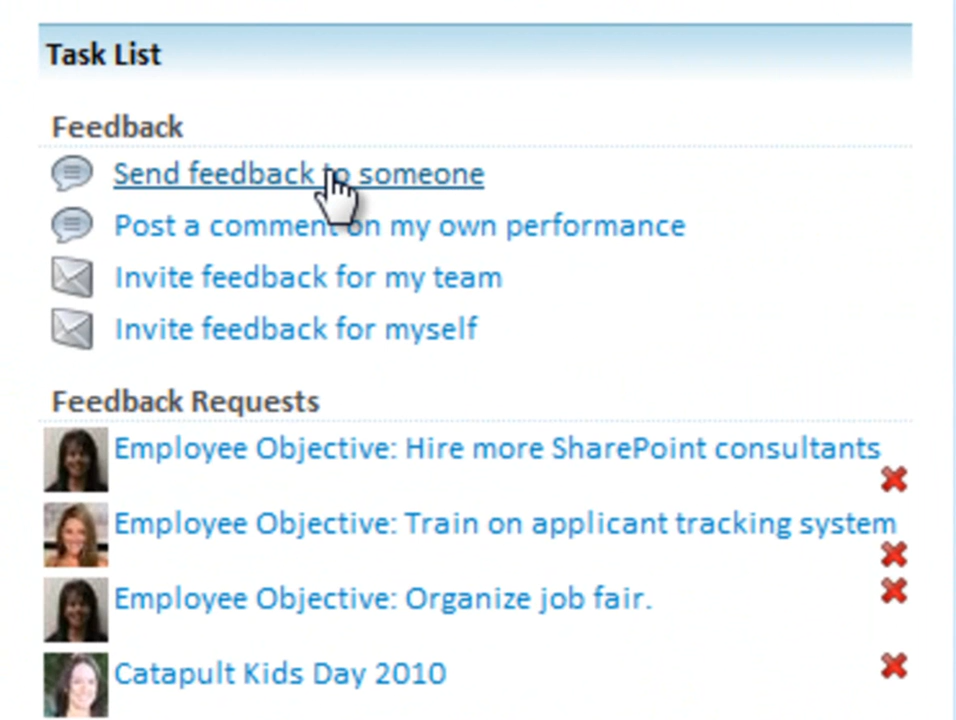 Task List
Feedback
Send feedback to someone
Post a comment on my own performance
Invite feedback for my team
Invite feedback for myself
Feedback Requests
Employee Objective: Hire more SharePoint consultants
Employee Objective: Train on applicant tracking system
Employee Objective: Organize job fair.
Catapult Kids Day 2010